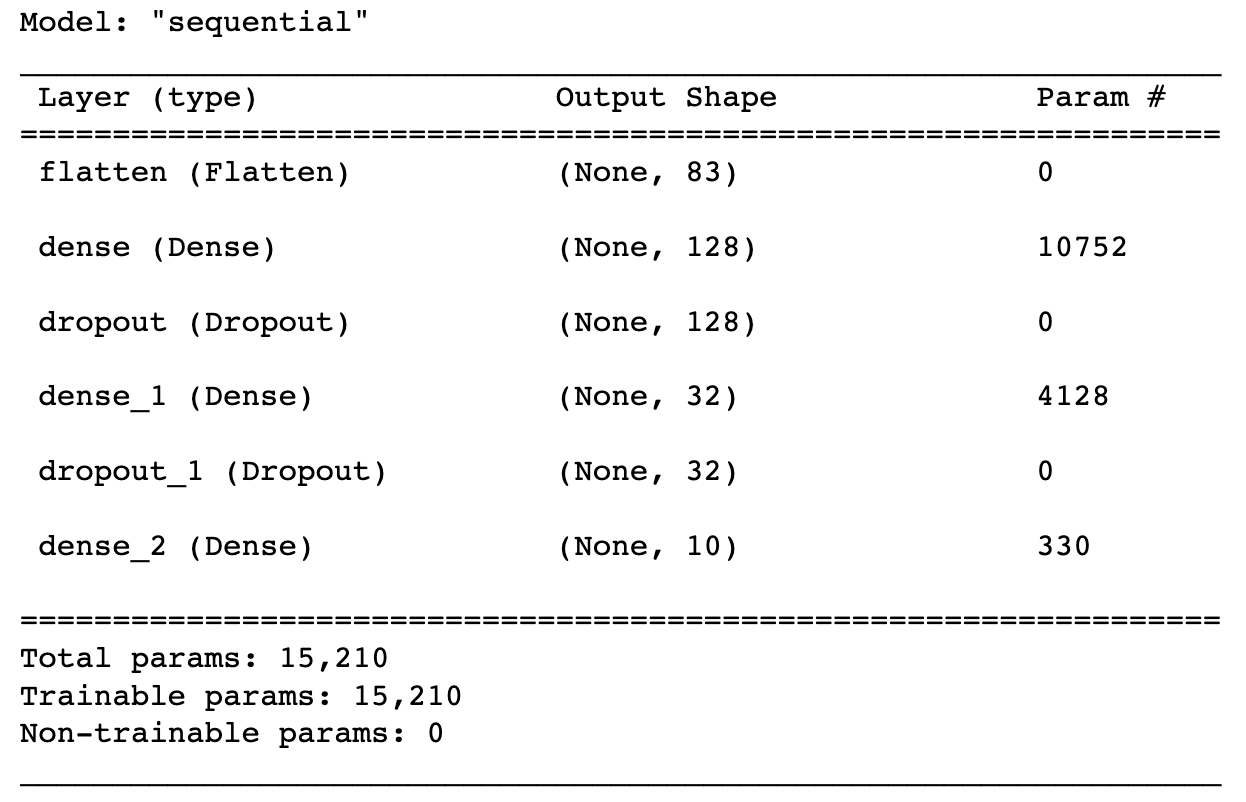 Model: "sequential"
Layer (type) Output Shape Param #
=================================================================
flatten (Flatten) (None, 83) 0
dense (Dense) (None, 128) 10752
dropout (Dropout) (None, 128) 0
dense_1 (Dense) (None, 32) 4128
dropout_1 (Dropout) (None, 32) 0
dense_2 (Dense) (None, 10) 330
=================================================================
Total params: 15,210
Trainable params: 15,210
Non-trainable params: 0